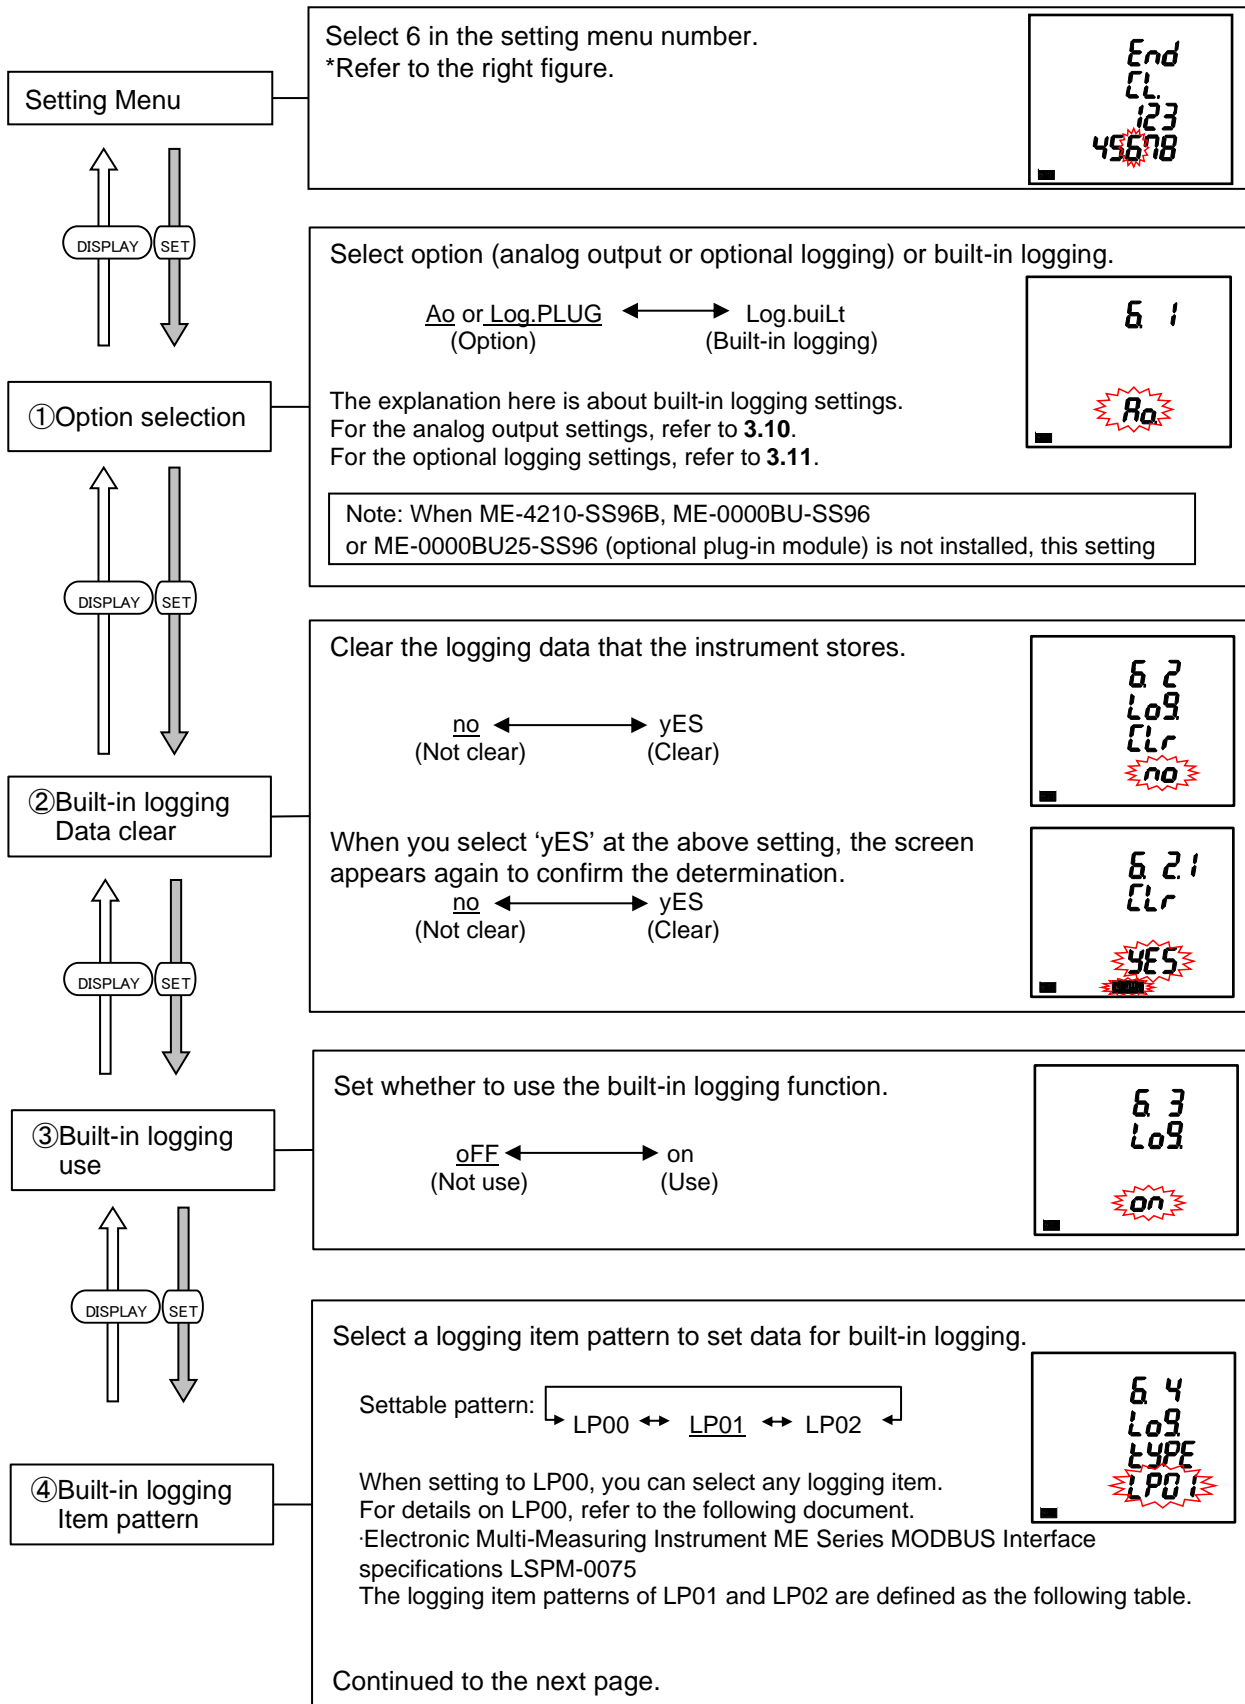 Setting Menu
Select 6 in the setting menu number.
*Refer to the right figure.
End
CL.
123
45678
DISPLAY SET
①Option selection
Select option (analog output or optional logging) or built-in logging.
Ao or Log.PLUG Log.buiLt
(Option) (Built-in logging)
The explanation here is about built-in logging settings.
For the analog output settings, refer to 3.10.
For the optional logging settings, refer to 3.11.
Note: When ME-4210-SS96B, ME-0000BU-SS96
or ME-0000BU25-SS96 (optional plug-in module) is not installed, this setting
6. 1
Ao.
DISPLAY SET
②Built-in logging
Data clear
Clear the logging data that the instrument stores.
no yES
(Not clear) (Clear)
6. 2
Log.
CLr
no
When you select ‘yES’ at the above setting, the screen
appears again to confirm the determination.
no yES
(Not clear) (Clear)
6. 2.1
CLr
yES
DISPLAY SET
③Built-in logging
use
Set whether to use the built-in logging function.
oFF on
(Not use) (Use)
6. 3
Log.
on
DISPLAY SET
④Built-in logging
Item pattern
Select a logging item pattern to set data for built-in logging.
Settable pattern: LP00 LP01 LP02
6. 4
Log.
tyPE
LP01
When setting to LP00, you can select any logging item.
For details on LP00, refer to the following document.
·Electronic Multi-Measuring Instrument ME Series MODBUS Interface
specifications LSPM-0075
The logging item patterns of LP01 and LP02 are defined as the following table.
Continued to the next page.